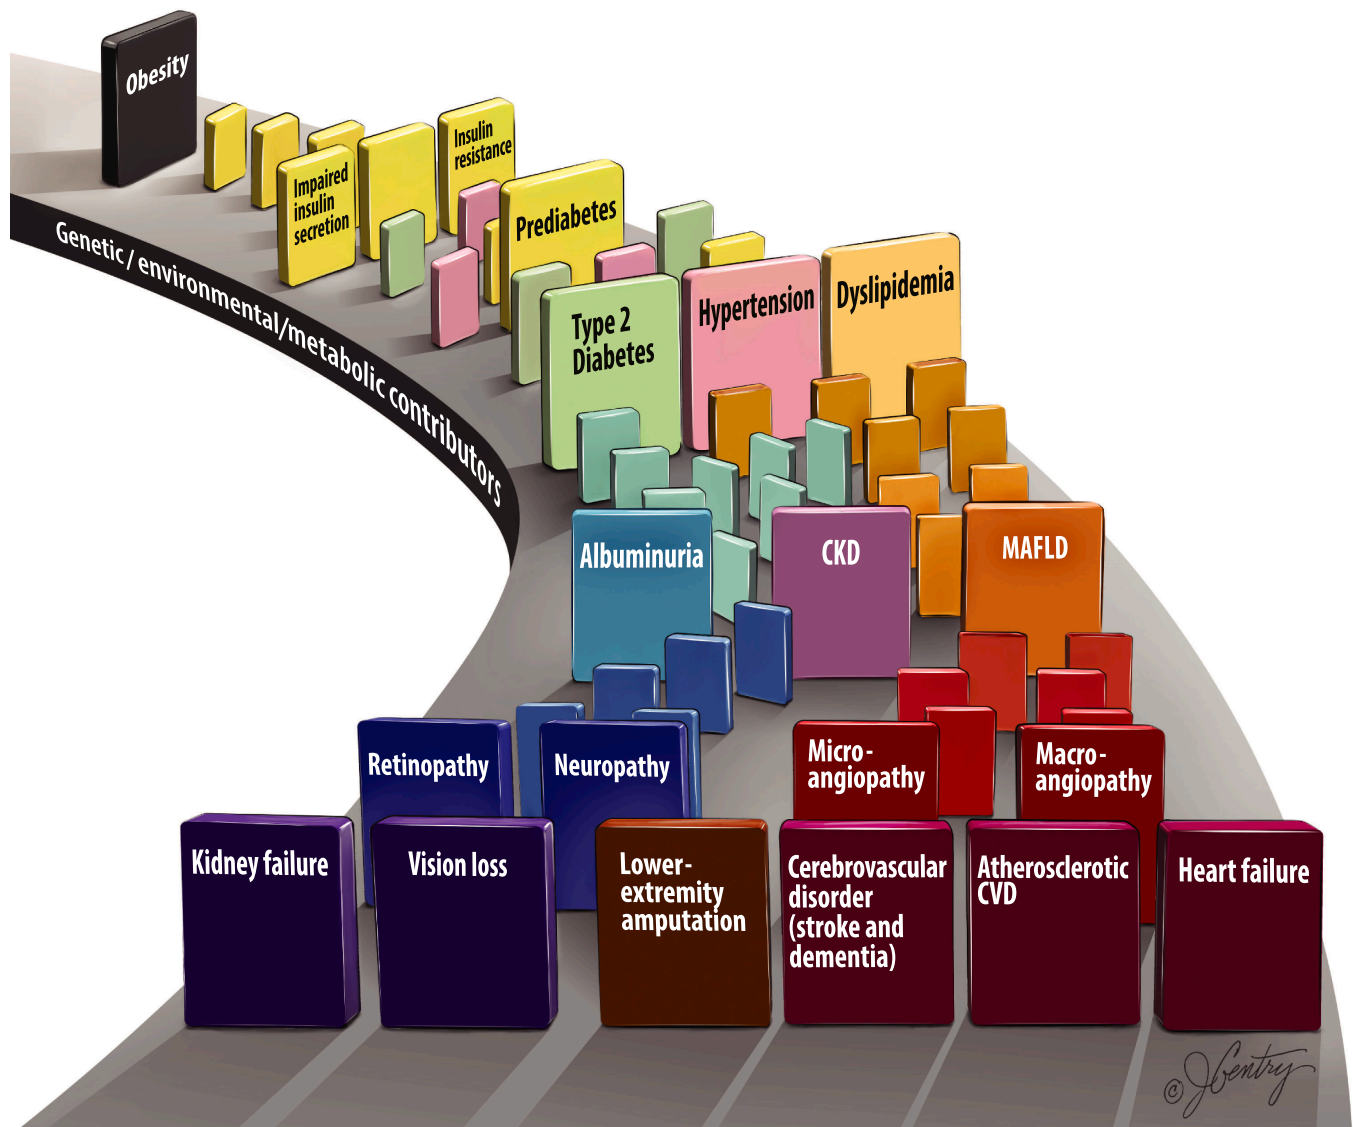 Obesity
Insulin
resistance
Impaired
insulin
secretion
Prediabetes
Genetic / environmental/metabolic contributors
Type 2
Diabetes
Hypertension
Dyslipidemia
Albuminuria
CKD
MAFLD
Retinopathy
Neuropathy
Micro-
angiopathy
Macro-
angiopathy
Kidney failure
Vision loss
Lower-
extremity
amputation
Cerebrovascular
disorder
(stroke and
dementia)
Atherosclerotic
CVD
Heart failure
© JGentry